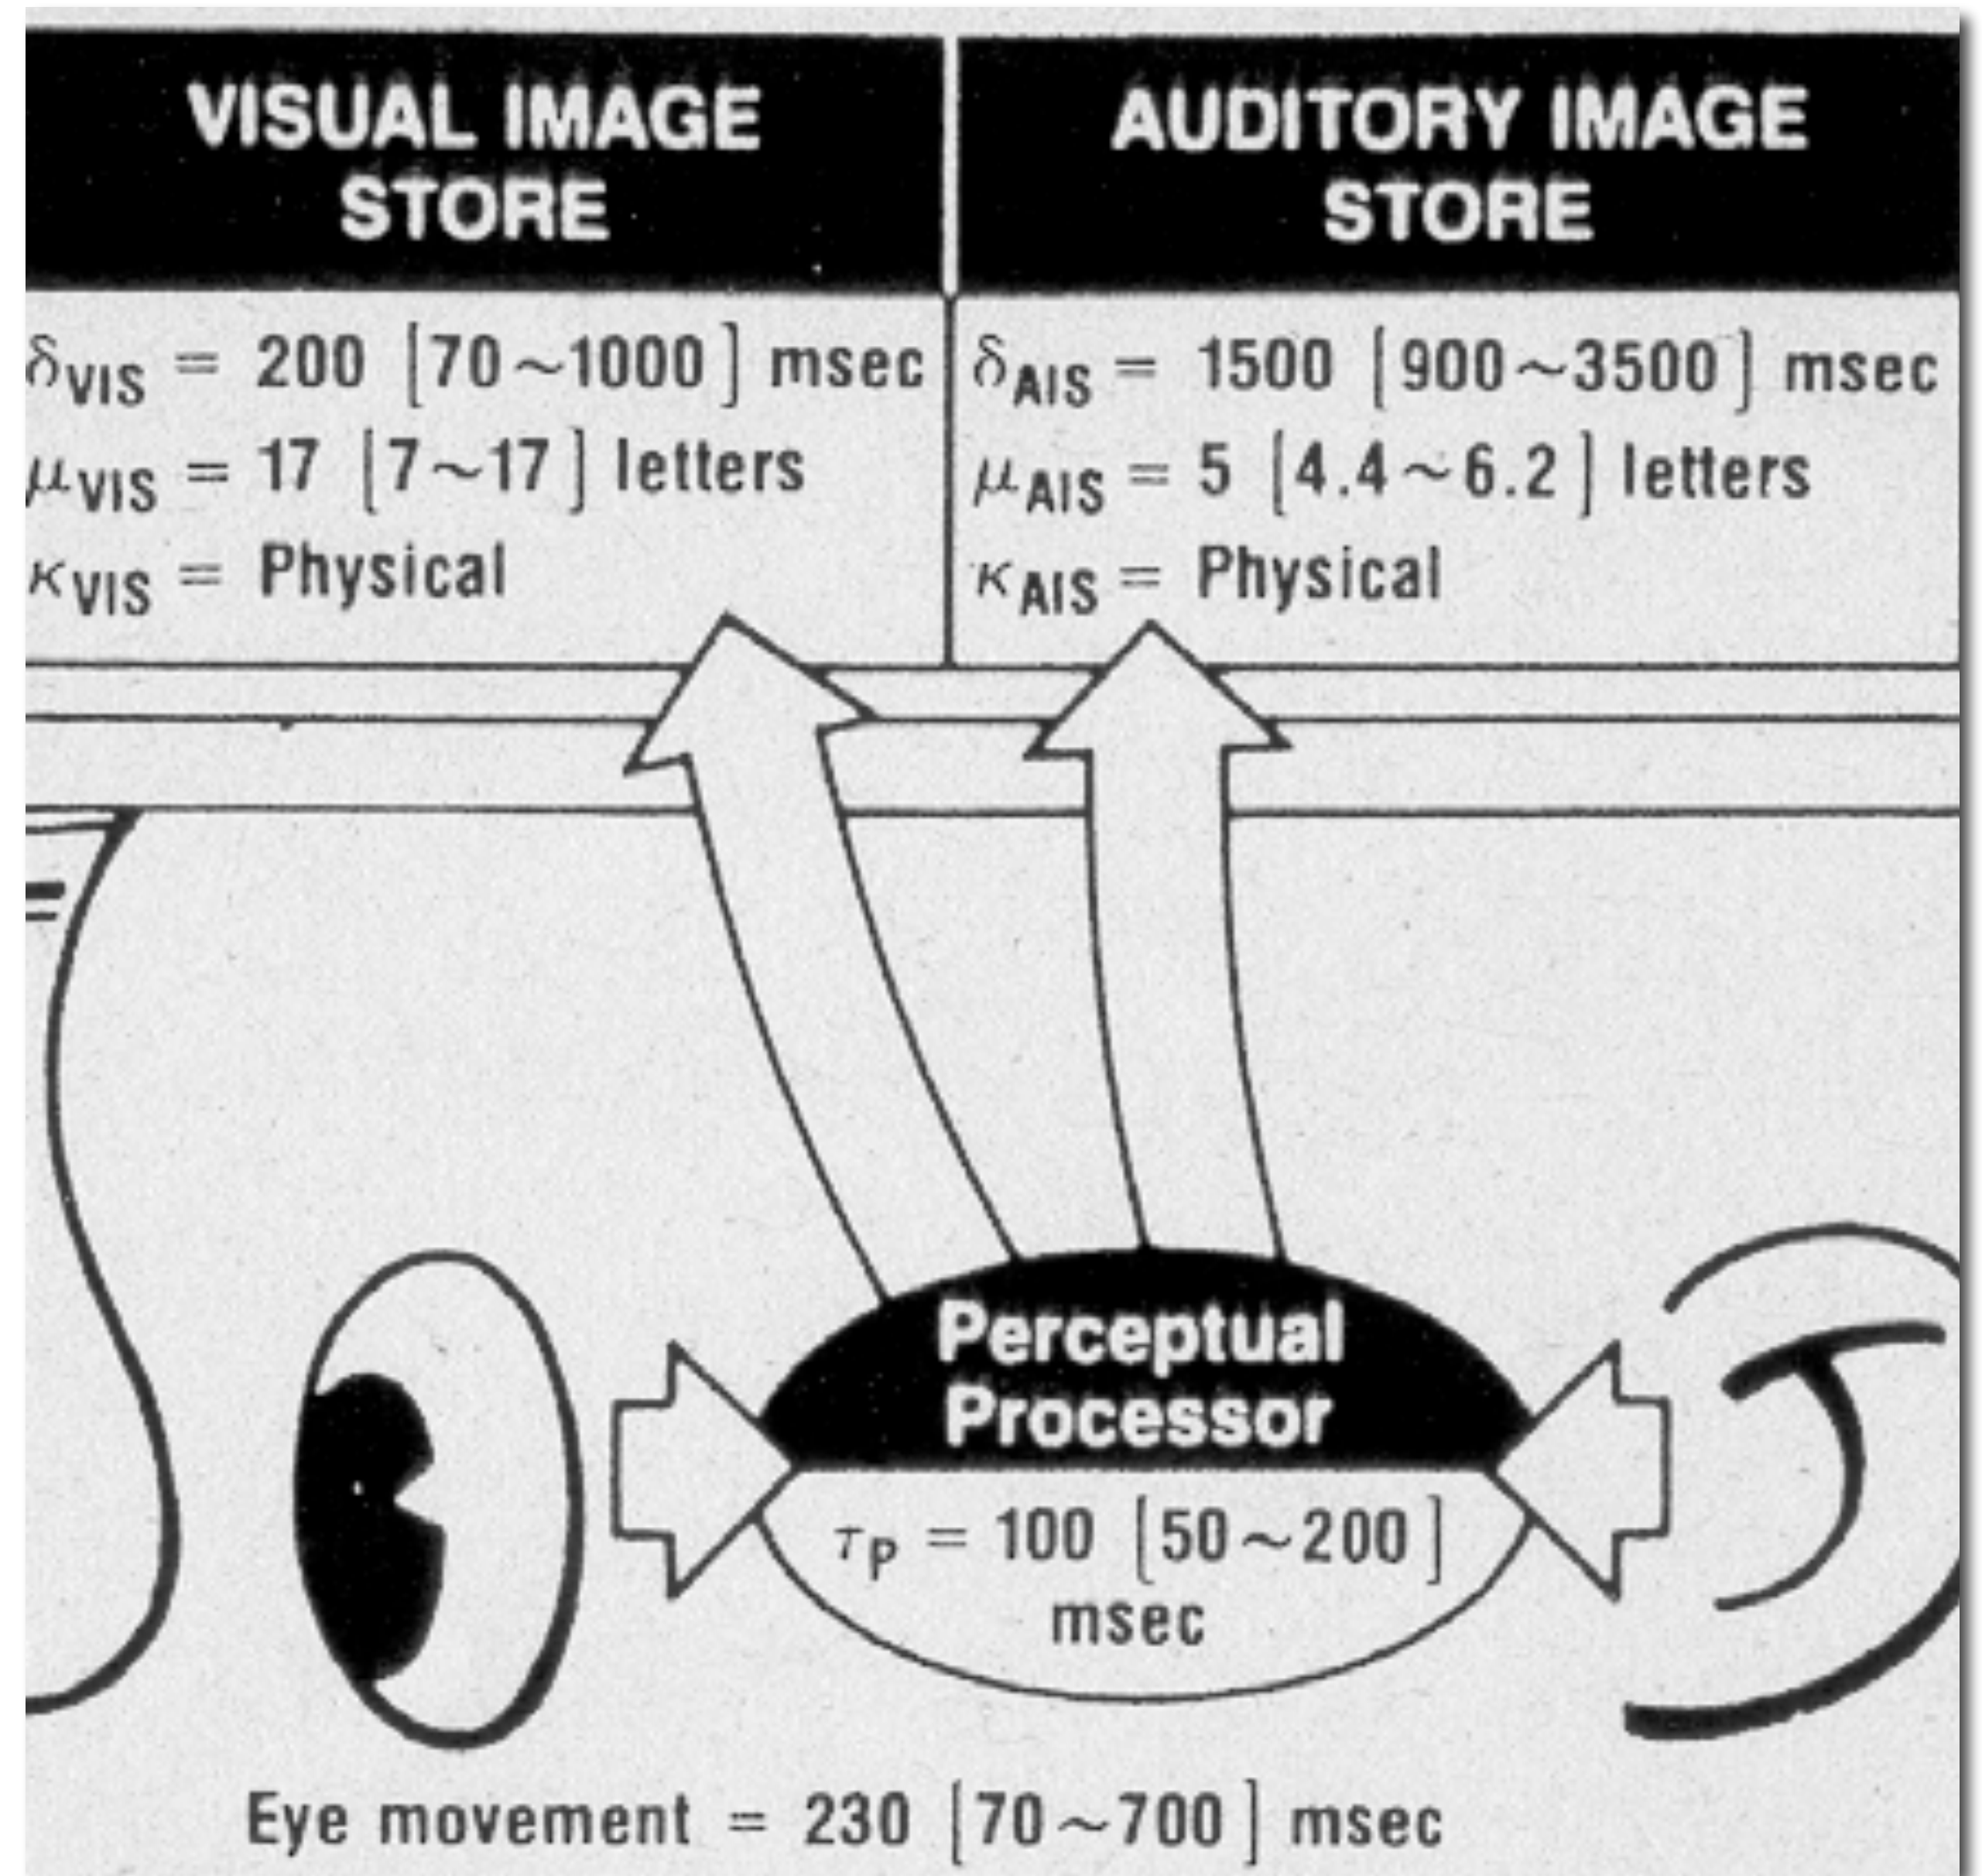 VISUAL IMAGE
STORE
δVIS = 200 [70~1000] msec
μVIS = 17 [7~17] letters
κVIS = Physical
AUDITORY IMAGE
STORE
δAIS = 1500 [900~3500] msec
μAIS = 5 [4.4~6.2] letters
κAIS = Physical
Perceptual
Processor
τP = 100 [50~200]
msec
Eye movement = 230 [70~700] msec